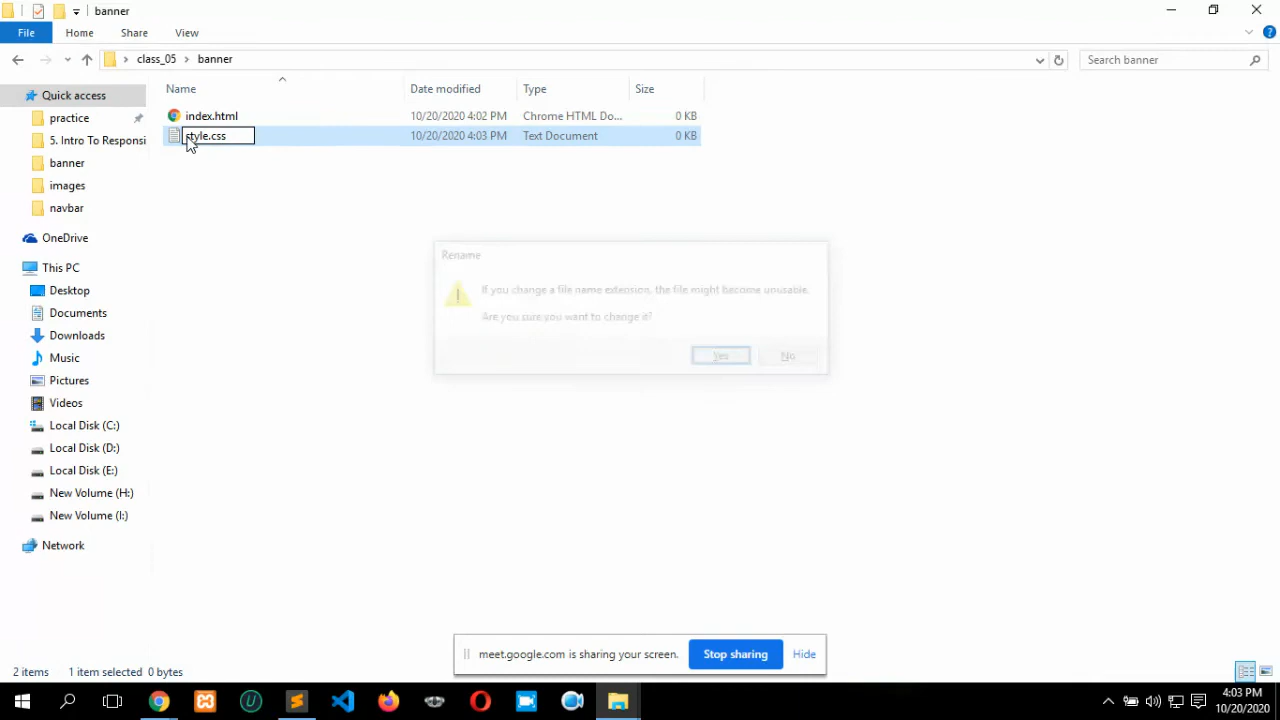 banner
File
Home
Share
View
class_05
banner
Search banner
Name
Date modified
Type
Size
Quick access
practice
5. Intro To Responsi
banner
images
navbar
OneDrive
This PC
Desktop
Documents
Downloads
Music
Pictures
Videos
Local Disk (C:)
Local Disk (D:)
Local Disk (E:)
New Volume (H:)
New Volume (I:)
Network
index.html 10/20/2020 4:02 PM Chrome HTML Do... 0 KB
style.css 10/20/2020 4:03 PM Text Document 0 KB
Rename
If you change a file name extension, the file might become unusable.
Are you sure you want to change it?
Yes
No
meet.google.com is sharing your screen.
Stop sharing
Hide
2 items 1 item selected 0 bytes
4:03 PM
10/20/2020